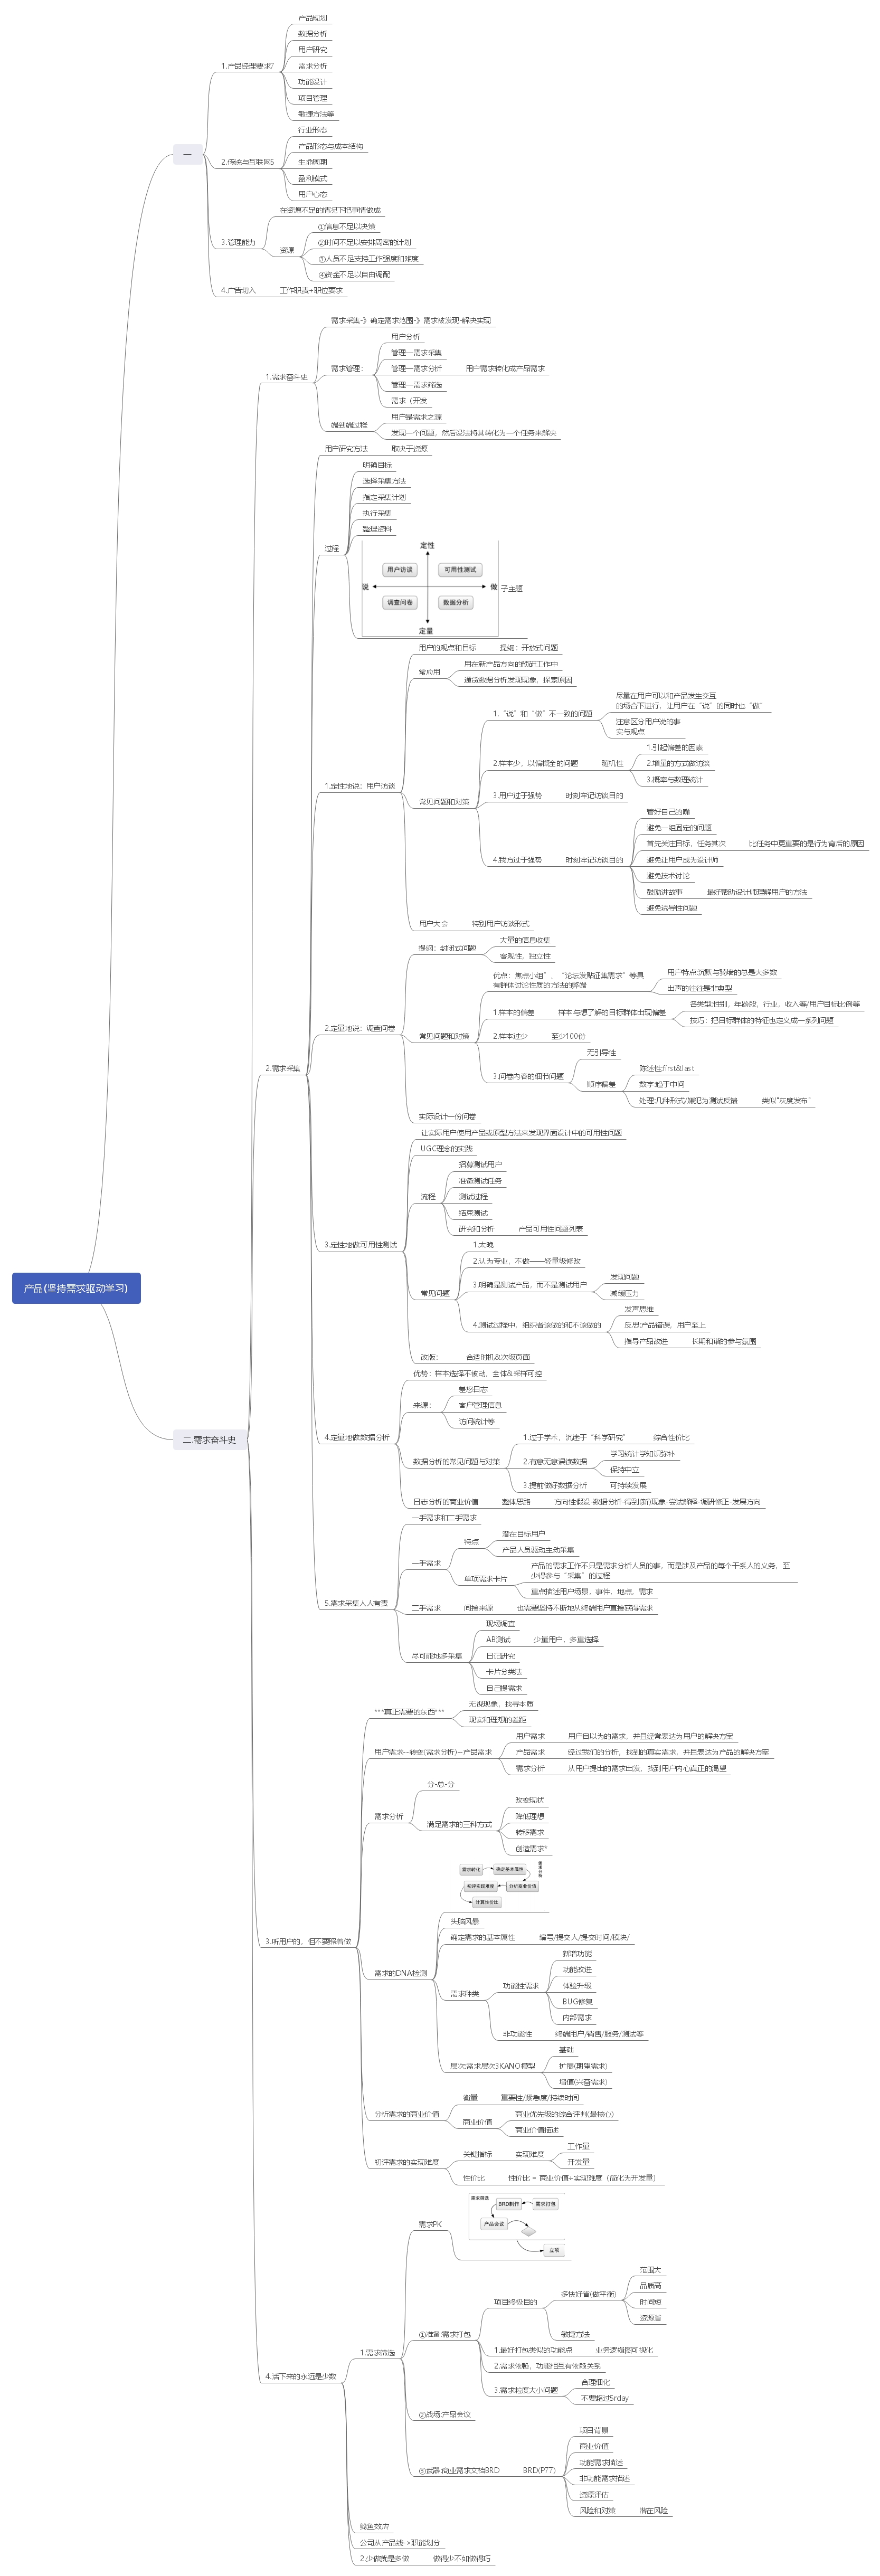 产品规划
数据分析
用户研究
1.产品经理要求7
需求分析
功能设计
项目管理
敏捷方法等
行业形态
产品形态与成本结构
一
2.传统与互联网5
生命周期
盈利模式
用户心态
在资源不足的情况下把事情做成
3.管理能力
①信息不足以决策
②时间不足以安排周密的计划
资源
③人员不足支持工作强度和难度
④资金不足以自由调配
4.广告切入
工作职责+职位要求
需求采集-》确定需求范围-》需求被发现-解决实现
用户分析
管理—需求采集
1.需求奋斗史
需求管理：
管理—需求分析
用户需求转化成产品需求
管理—需求筛选
需求（开发
端到端过程
用户是需求之源
发现一个问题，然后设法将其转化为一个任务来解决
用户研究方法
取决于资源
明确目标
选择采集方法
指定采集计划
执行采集
整理资料
过程
定性
用户访谈
可用性测试
说
做
子主题
调查问卷
数据分析
定量
用户的观点和目标
提问：开放式问题
常点用
用在新产品方向的预研工作中
通货数据分析发现现象，探索原因
1.“说”和“做”不一致的问题
尽量在用户可以和产品发生交互
的场合下进行，让用户在“说”的同时也“做”
注意区分用户说的事
实与观点
2.样本少，以偏概全的问题
随机性
1.引起偏差的因素
2.增量的方式做访谈
3.概率与数理统计
1.定性地说：用户访谈
常见问题和对策
3.用户过于强势
时刻牢记访谈目的
管好自己的嘴
避免一组固定的问题
首先关注目标，任务其次
比任务中更重要的是行为背后的原因
4.我方过于强势
时刻牢记访谈目的
避免让用户成为设计师
避免技术讨论
鼓励讲故事
最好帮助设计师理解用户的方法
避免诱导性问题
用户大会
特别用户访谈形式
提问：封闭式问题
大量的信息收集
客观性，独立性
优点：焦点小组”、“论坛发贴征集需求”等具
有群体讨论性质的方法的弊端
用户特点:沉默与骑墙的总是大多数
出声的往往是非典型
2.定量地说：调查问卷
1.样本的偏差
样本与想了解的目标群体出现偏差
各类型:性别，年龄段，行业，收入等/用户目标比例等
技巧：把目标群体的特征也定义成一系列问题
常见问题和对策
2.样本过少
至少100份
3.问卷内容的细节问题
无引导性
顺序偏差
陈述性:first&last
数字:趋于中间
处理:几种形式/小范围测试反馈
类似“灰度发布”
实际设计一份问卷
2.需求采集
让实际用户使用产品或原型方法来发现界面设计中的可用性问题
UGC理念的实践
流程
招募测试用户
准备测试任务
测试过程
结束测试
研究和分析
产品可用性问题列表
3.定性地做:可用性测试
常见问题
1.太晚
2.认为专业，不做——轻量级修改
3.明确是测试产品，而不是测试用户
发现问题
减缓压力
4.测试过程中，组织者该做的和不该做的
发声思维
反思:产品错误，用户至上
指导产品改进
长期和谐的参与氛围
改版：
合适时机&次级页面
优势：样本选择不被动，全体&采样可控
来源：
客户管理信息
访问统计等
4.定量地做:数据分析
数据分析的常见问题与对策
1.过于学术，沉迷于“科学研究”
综合性价比
2.有意无意误读数据
学习统计学知识弥补
保持中立
3.提前做好数据分析
可持续发展
日志分析的商业价值
整体思路
方向性假设-数据分析-得到(新)现象-尝试解释-调研修正-发展方向
一手需求和二手需求
一手需求
特点
潜在目标用户
产品人员驱动主动采集
单项需求卡片
产品的需求工作不只是需求分析人员的事，而是涉及产品的每个干系人的义务，至
少得参与“采集”的过程
重点描述用户场景，事件，地点，需求
5.需求采集人人有责
二手需求
间接来源
也需要坚持不断地从终端用户直接获得需求
尽可能地多采集
现场调查
AB测试
少量用户，多重选择
日记研究
卡片分类法
自己提需求
产品(坚持需求驱动学习)
二.需求奋斗史
***真正需要的东西***
无视现象，找寻本质
现实和理想的差距
用户需求--转变(需求分析)--产品需求
用户需求
用户自以为的需求，并且经常表达为用户的解决方案
产品需求
经过我们的分析，找到的真实需求，并且表达为产品的解决方案
需求分析
从用户提出的需求出发，找到用户内心真正的渴望
需求分析
分-总-分
满足需求的三种方式
改变现状
降低理想
转移需求
创造需求*
需求转化
确定基本属性
需求分析
初评实现难度
分析商业价值
计算性价比
3.听用户的，但不要照着做
头脑风暴
确定需求的基本属性
编号/提交人/提交时间/模块/
需求的DNA检测
需求种类
功能性需求
新增功能
功能改进
体验升级
BUG修复
内部需求
非功能性
终端用户/销售/服务/测试等
层次:需求层次3KANO模型
基础
扩展(期望需求)
增值(兴奋需求)
分析需求的商业价值
衡量
重要性/紧急度/持续时间
商业价值
商业优先级的综合评判(最核心)
商业价值描述
初评需求的实现难度
关键指标
实现难度
工作量
开发量
性价比
性价比 = 商业价值÷实现难度（简化为开发量）
需求筛选
BRD制作
需求打包
产品会议
立项
需求PK
1.需求筛选
①准备:需求打包
项目终极目的
多快好省(做平衡)
范围大
品质高
时间短
资源省
敏捷方法
1.最好打包类似的功能点
业务逻辑图可视化
2.需求依赖，功能相互有依赖关系
3.需求粒度大小问题
合理细化
不要超过5rday
4.活下来的永远是少数
②战场:产品会议
③武器:商业需求文档BRD
BRD(P77)
项目背景
商业价值
功能需求描述
非功能需求描述
资源评估
风险和对策
潜在风险
鲶鱼效应
公司从产品线->职能划分
2.少做就是多做
做得少不如做得巧